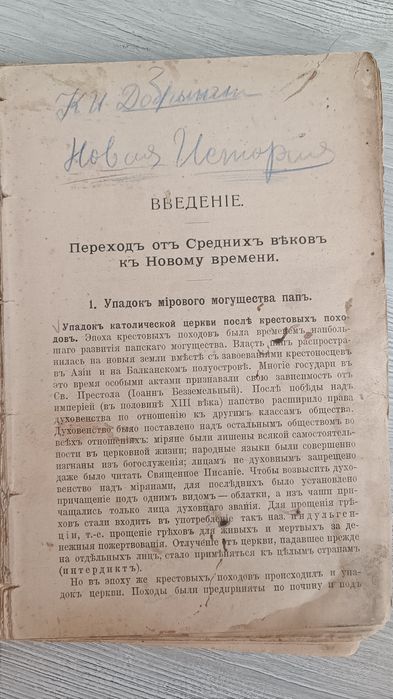 К И Добрынин
Новая История
ВВЕДЕНІЕ.
Переходъ отъ Среднихъ вѣковъ
къ Новому времени.
1. Упадокъ мірового могущества папъ.
Упадокъ католической церкви послѣ крестовыхъ похо-
довъ. Эпоха крестовыхъ походовъ была временемъ наиболь-
шаго развитія папскаго могущества. Власть папъ распростра-
нилась на новыя земли вмѣстѣ съ завоеваніями крестоносцевъ
въ Азіи и на Балканскомъ полуостровѣ. Многіе государи въ
это время особыми актами признавали свою зависимость отъ
Св. Престола (Іоаннъ Безземельный). Послѣ побѣды надъ
имперіей (въ половинѣ XIII вѣка) папство расширило права
духовенства по отношенію къ другимъ классамъ общества.
Духовенство было поставлено надъ остальнымъ обществомъ во
всѣхъ отношеніяхъ: міряне были лишены всякой самостоятель-
ности въ церковной жизни; народные языки были совершенно
изгнаны изъ богослуженія; лицамъ не духовнымъ запрещено
даже было читать Священное Писаніе. Чтобы возвысить духо-
венство надъ мірянами, для послѣднихъ было установлено
причащеніе подъ однимъ видомъ — облатки, а изъ чаши при-
чащались только лица духовнаго званія. Для прощенія грѣ-
ховъ стали входить въ употребленіе такъ наз. индульген-
ціи, т.-е. прощеніе грѣховъ для живыхъ и мертвыхъ за де-
нежныя пожертвованія. Отлученіе отъ церкви, падавшее прежде
на отдѣльныхъ лицъ, стало примѣняться къ цѣлымъ странамъ
(интердиктъ).
Но въ эпоху же крестовыхъ походовъ происходилъ и упа-
докъ церкви. Походы были предприняты по почину и подъ